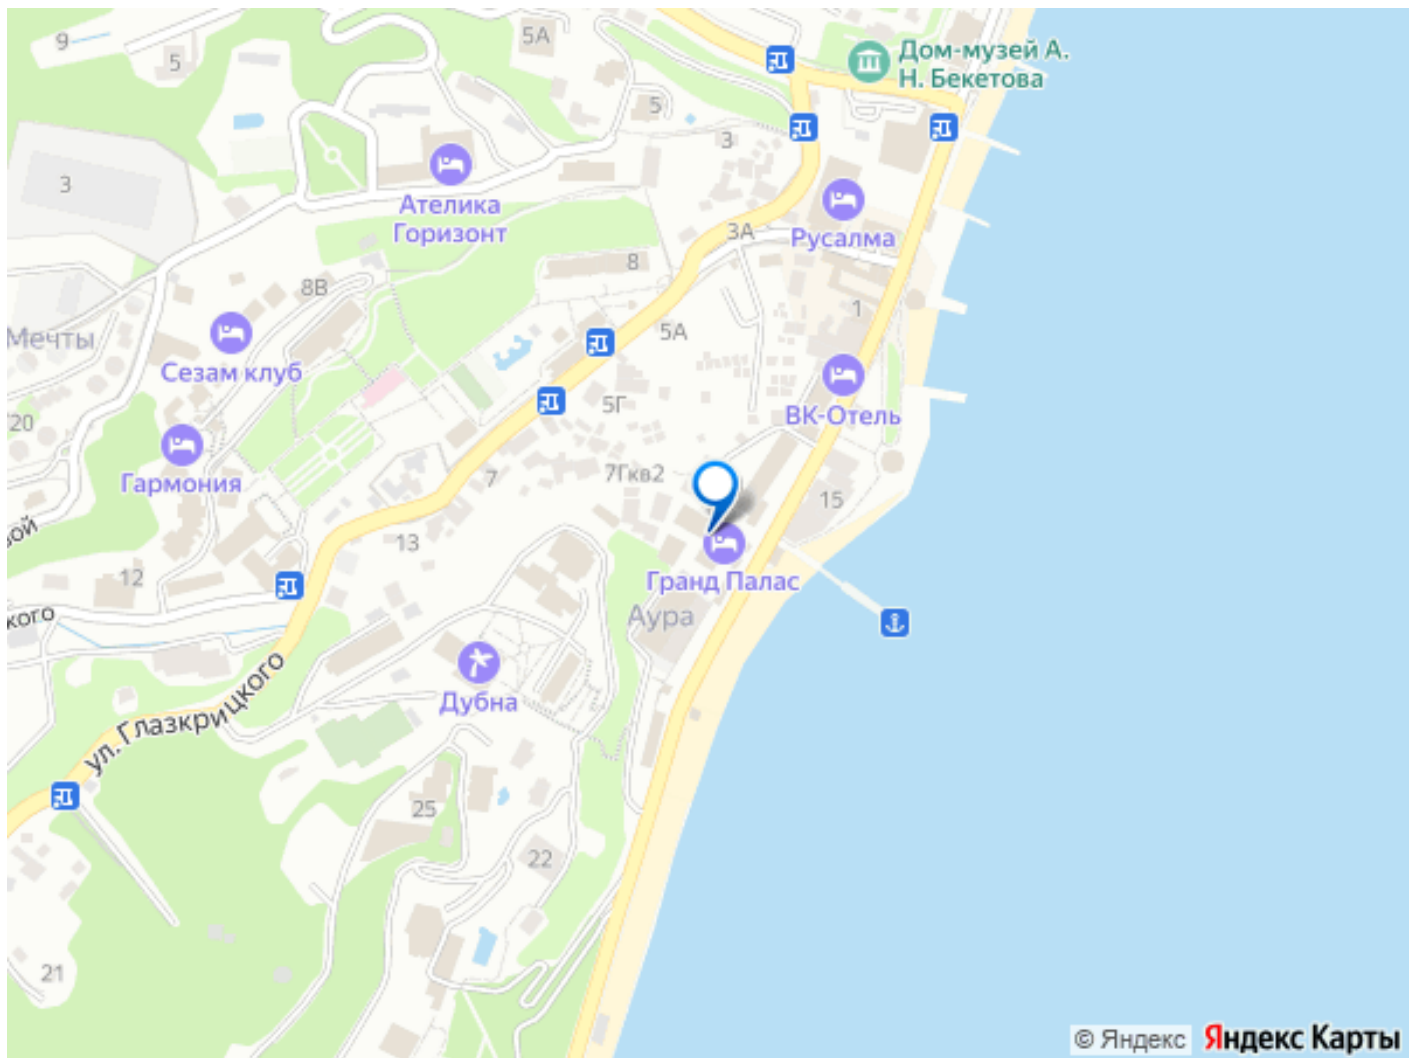 9
5
5А
Дом-музей А.
Н. Бекетова
5
3
3
Ателика
Горизонт
3А
Русалма
8
8В
1
Мечты
5А
Сезам клуб
ВК-Отель
20
5Г
Гармония
7
7Гкв2
15
вой
13
Гранд Палас
12
кого
Аура
Дубна
ул. Глазкрицкого
25
22
21
© Яндекс Яндекс Карты